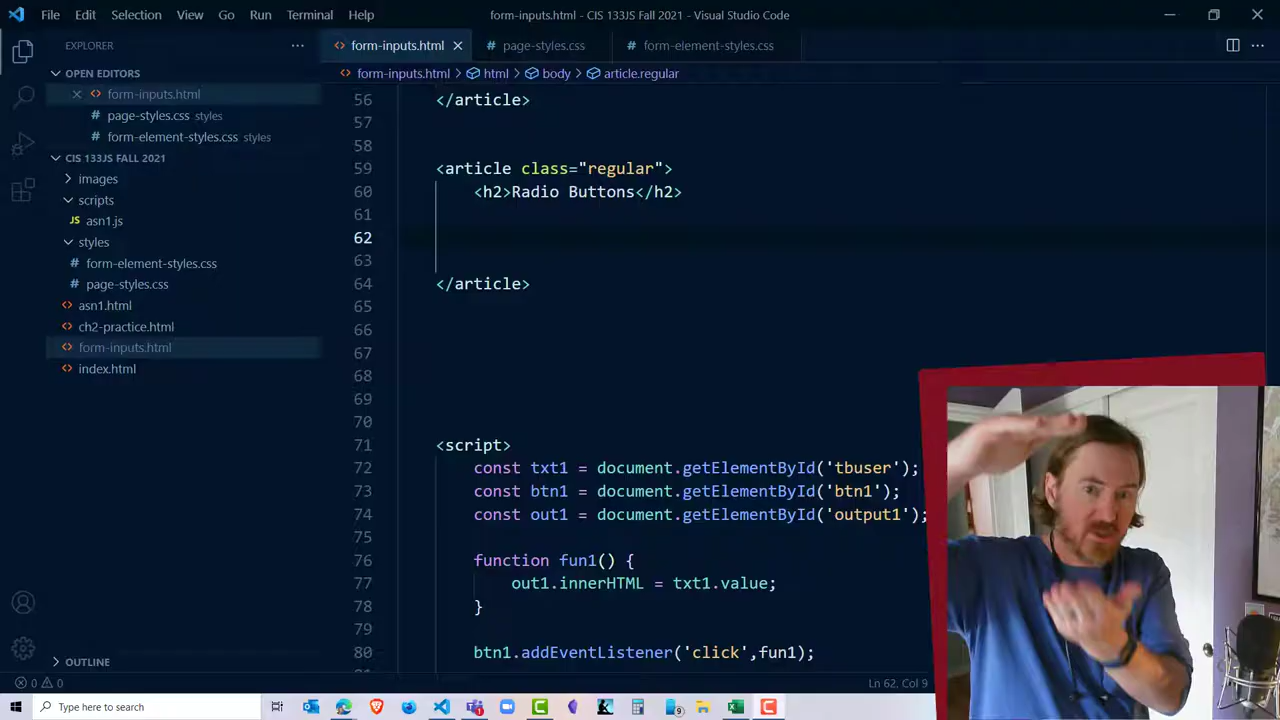 File Edit Selection View Go Run Terminal Help form-inputs.html - CIS 133JS Fall 2021 - Visual Studio Code
EXPLORER
form-inputs.html page-styles.css form-element-styles.css
OPEN EDITORS
form-inputs.html
page-styles.css styles
form-element-styles.css styles
CIS 133JS FALL 2021
images
scripts
JS asn1.js
styles
# form-element-styles.css
# page-styles.css
asn1.html
ch2-practice.html
form-inputs.html
index.html
OUTLINE
form-inputs.html > html > body > article.regular
56 </article>
57
58
59 <article class="regular">
60 <h2>Radio Buttons</h2>
61
62
63
64 </article>
65
66
67
68
69
70
71 <script>
72 const txt1 = document.getElementById('tbuser');
73 const btn1 = document.getElementById('btn1');
74 const out1 = document.getElementById('output1');
75
76 function fun1() {
77 out1.innerHTML = txt1.value;
78 }
79
80 btn1.addEventListener('click',fun1);
0 0 Ln 62, Col 9
Type here to search